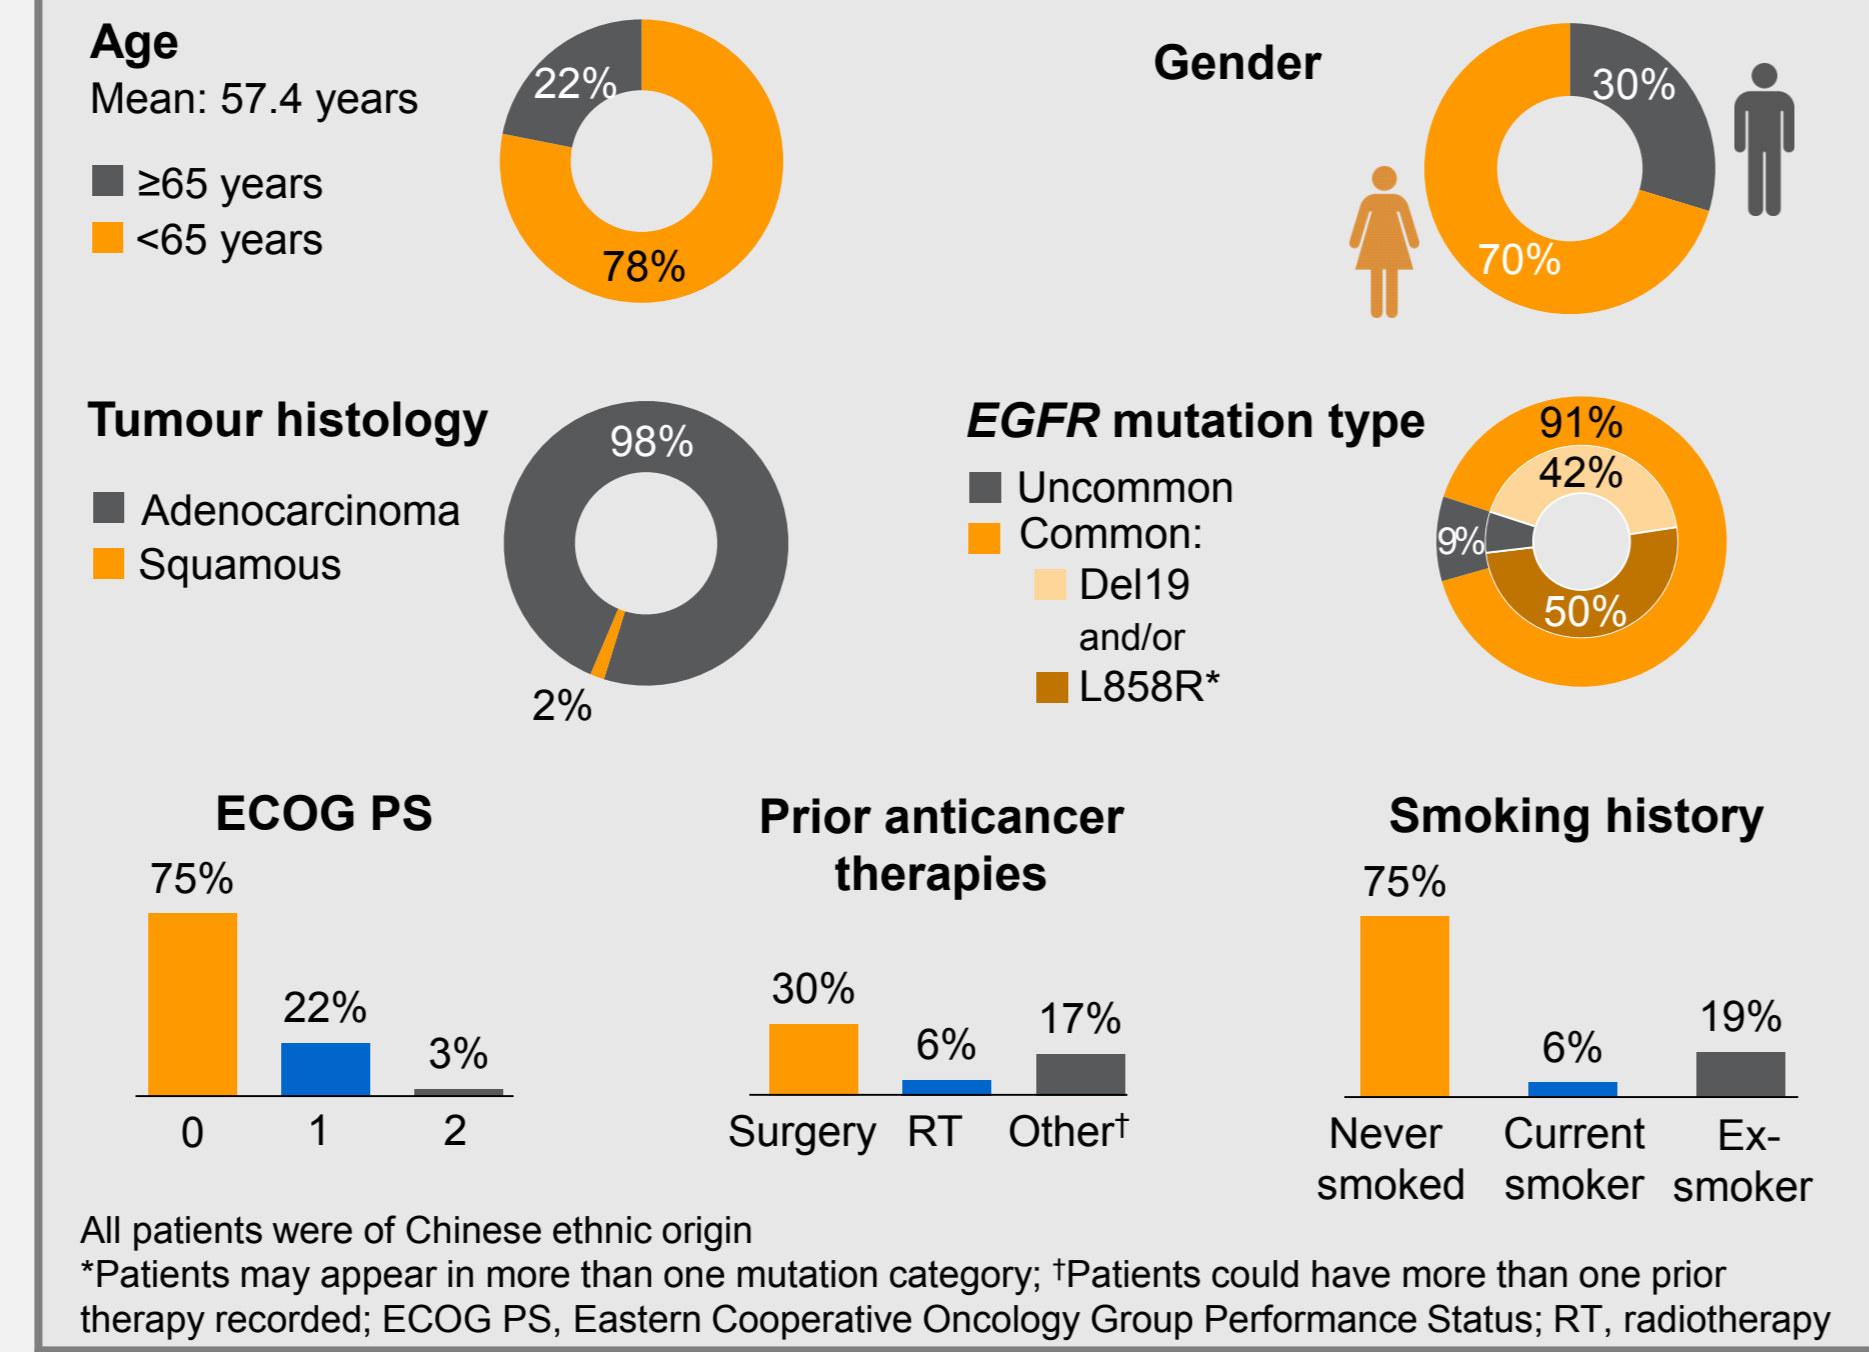 Age
Mean: 57.4 years
≥65 years
<65 years
22%
78%
Gender
30%
70%
Tumour histology
Adenocarcinoma
Squamous
98%
2%
EGFR mutation type
Uncommon
Common:
Del19
and/or
L858R*
91%
42%
9%
50%
ECOG PS
75%
22%
3%
0 1 2
Prior anticancer
therapies
30%
6%
17%
Surgery RT Other†
Smoking history
75%
6%
19%
Never Current Ex-
smoked smoker smoker
All patients were of Chinese ethnic origin
*Patients may appear in more than one mutation category; †Patients could have more than one prior
therapy recorded; ECOG PS, Eastern Cooperative Oncology Group Performance Status; RT, radiotherapy